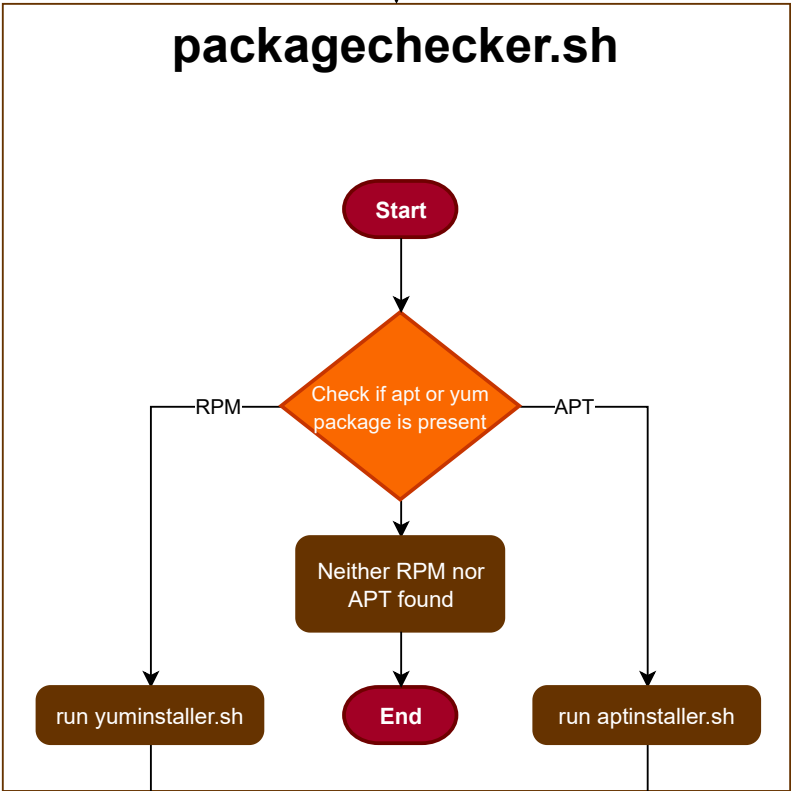 packagechecker.sh
Start
Check if apt or yum
package is present
RPM
APT
Neither RPM nor
APT found
run yuminstaller.sh
End
run aptinstaller.sh